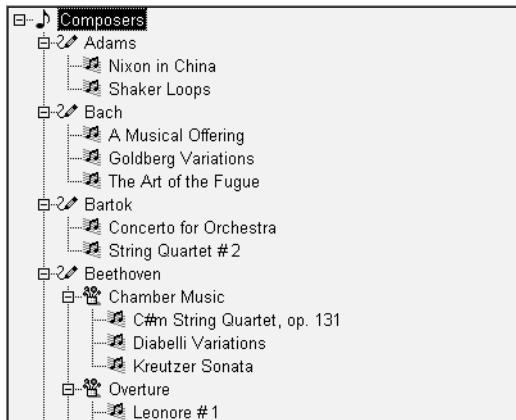 Composers
Adams
Nixon in China
Shaker Loops
Bach
A Musical Offering
Goldberg Variations
The Art of the Fugue
Bartok
Concerto for Orchestra
String Quartet #2
Beethoven
Chamber Music
C#m String Quartet, op. 131
Diabelli Variations
Kreutzer Sonata
Overture
Leonore #1